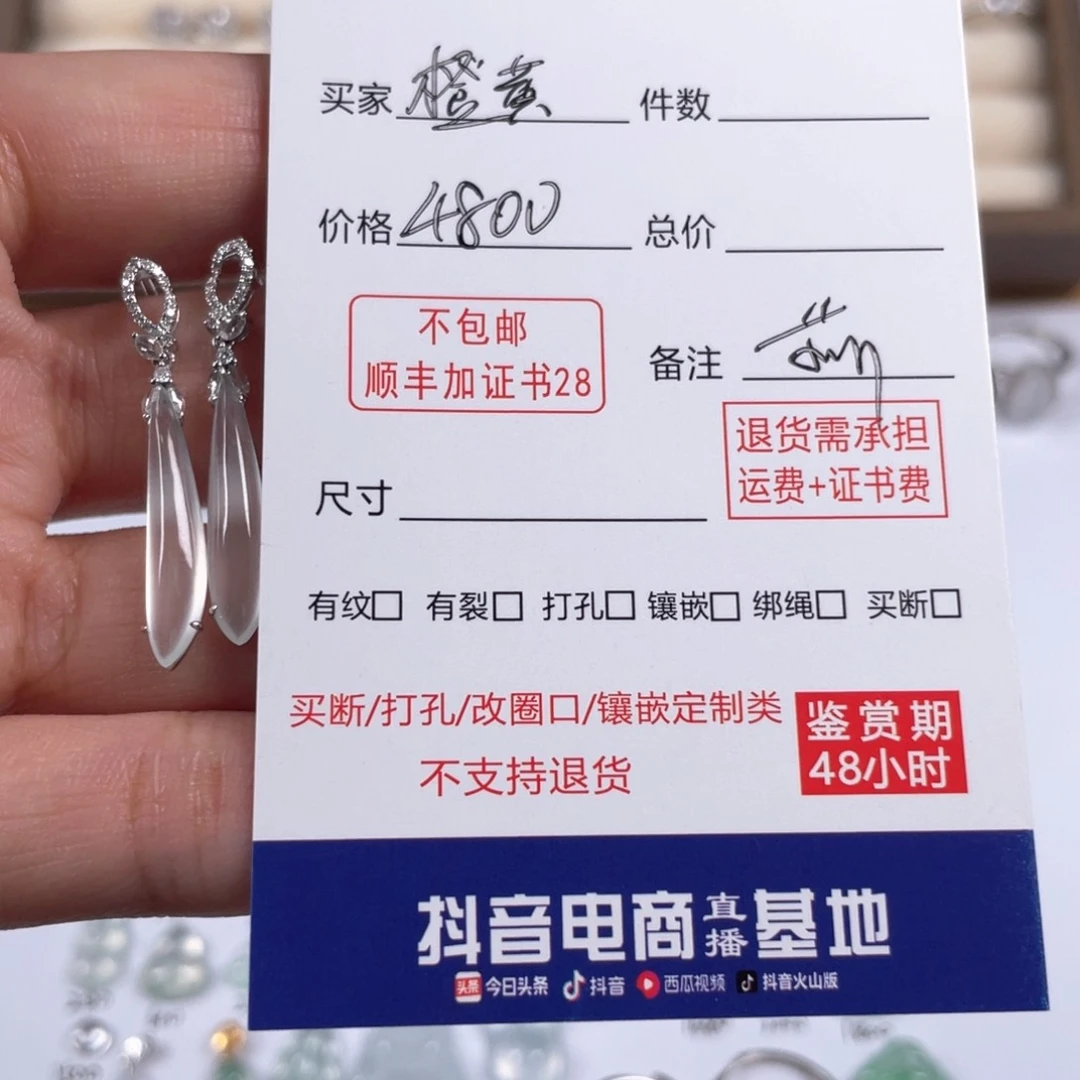 买家 橙黄 件数
价格 4800 总价
不包邮
顺丰加证书28
备注
退货需承担
运费+证书费
尺寸
有纹□ 有裂□ 打孔□ 镶嵌□ 绑绳□ 买断□
买断/打孔/改圈口/镶嵌定制类
不支持退货
鉴赏期
48小时
抖音电商直播基地
头条 今日头条 抖音 西瓜视频 抖音火山版